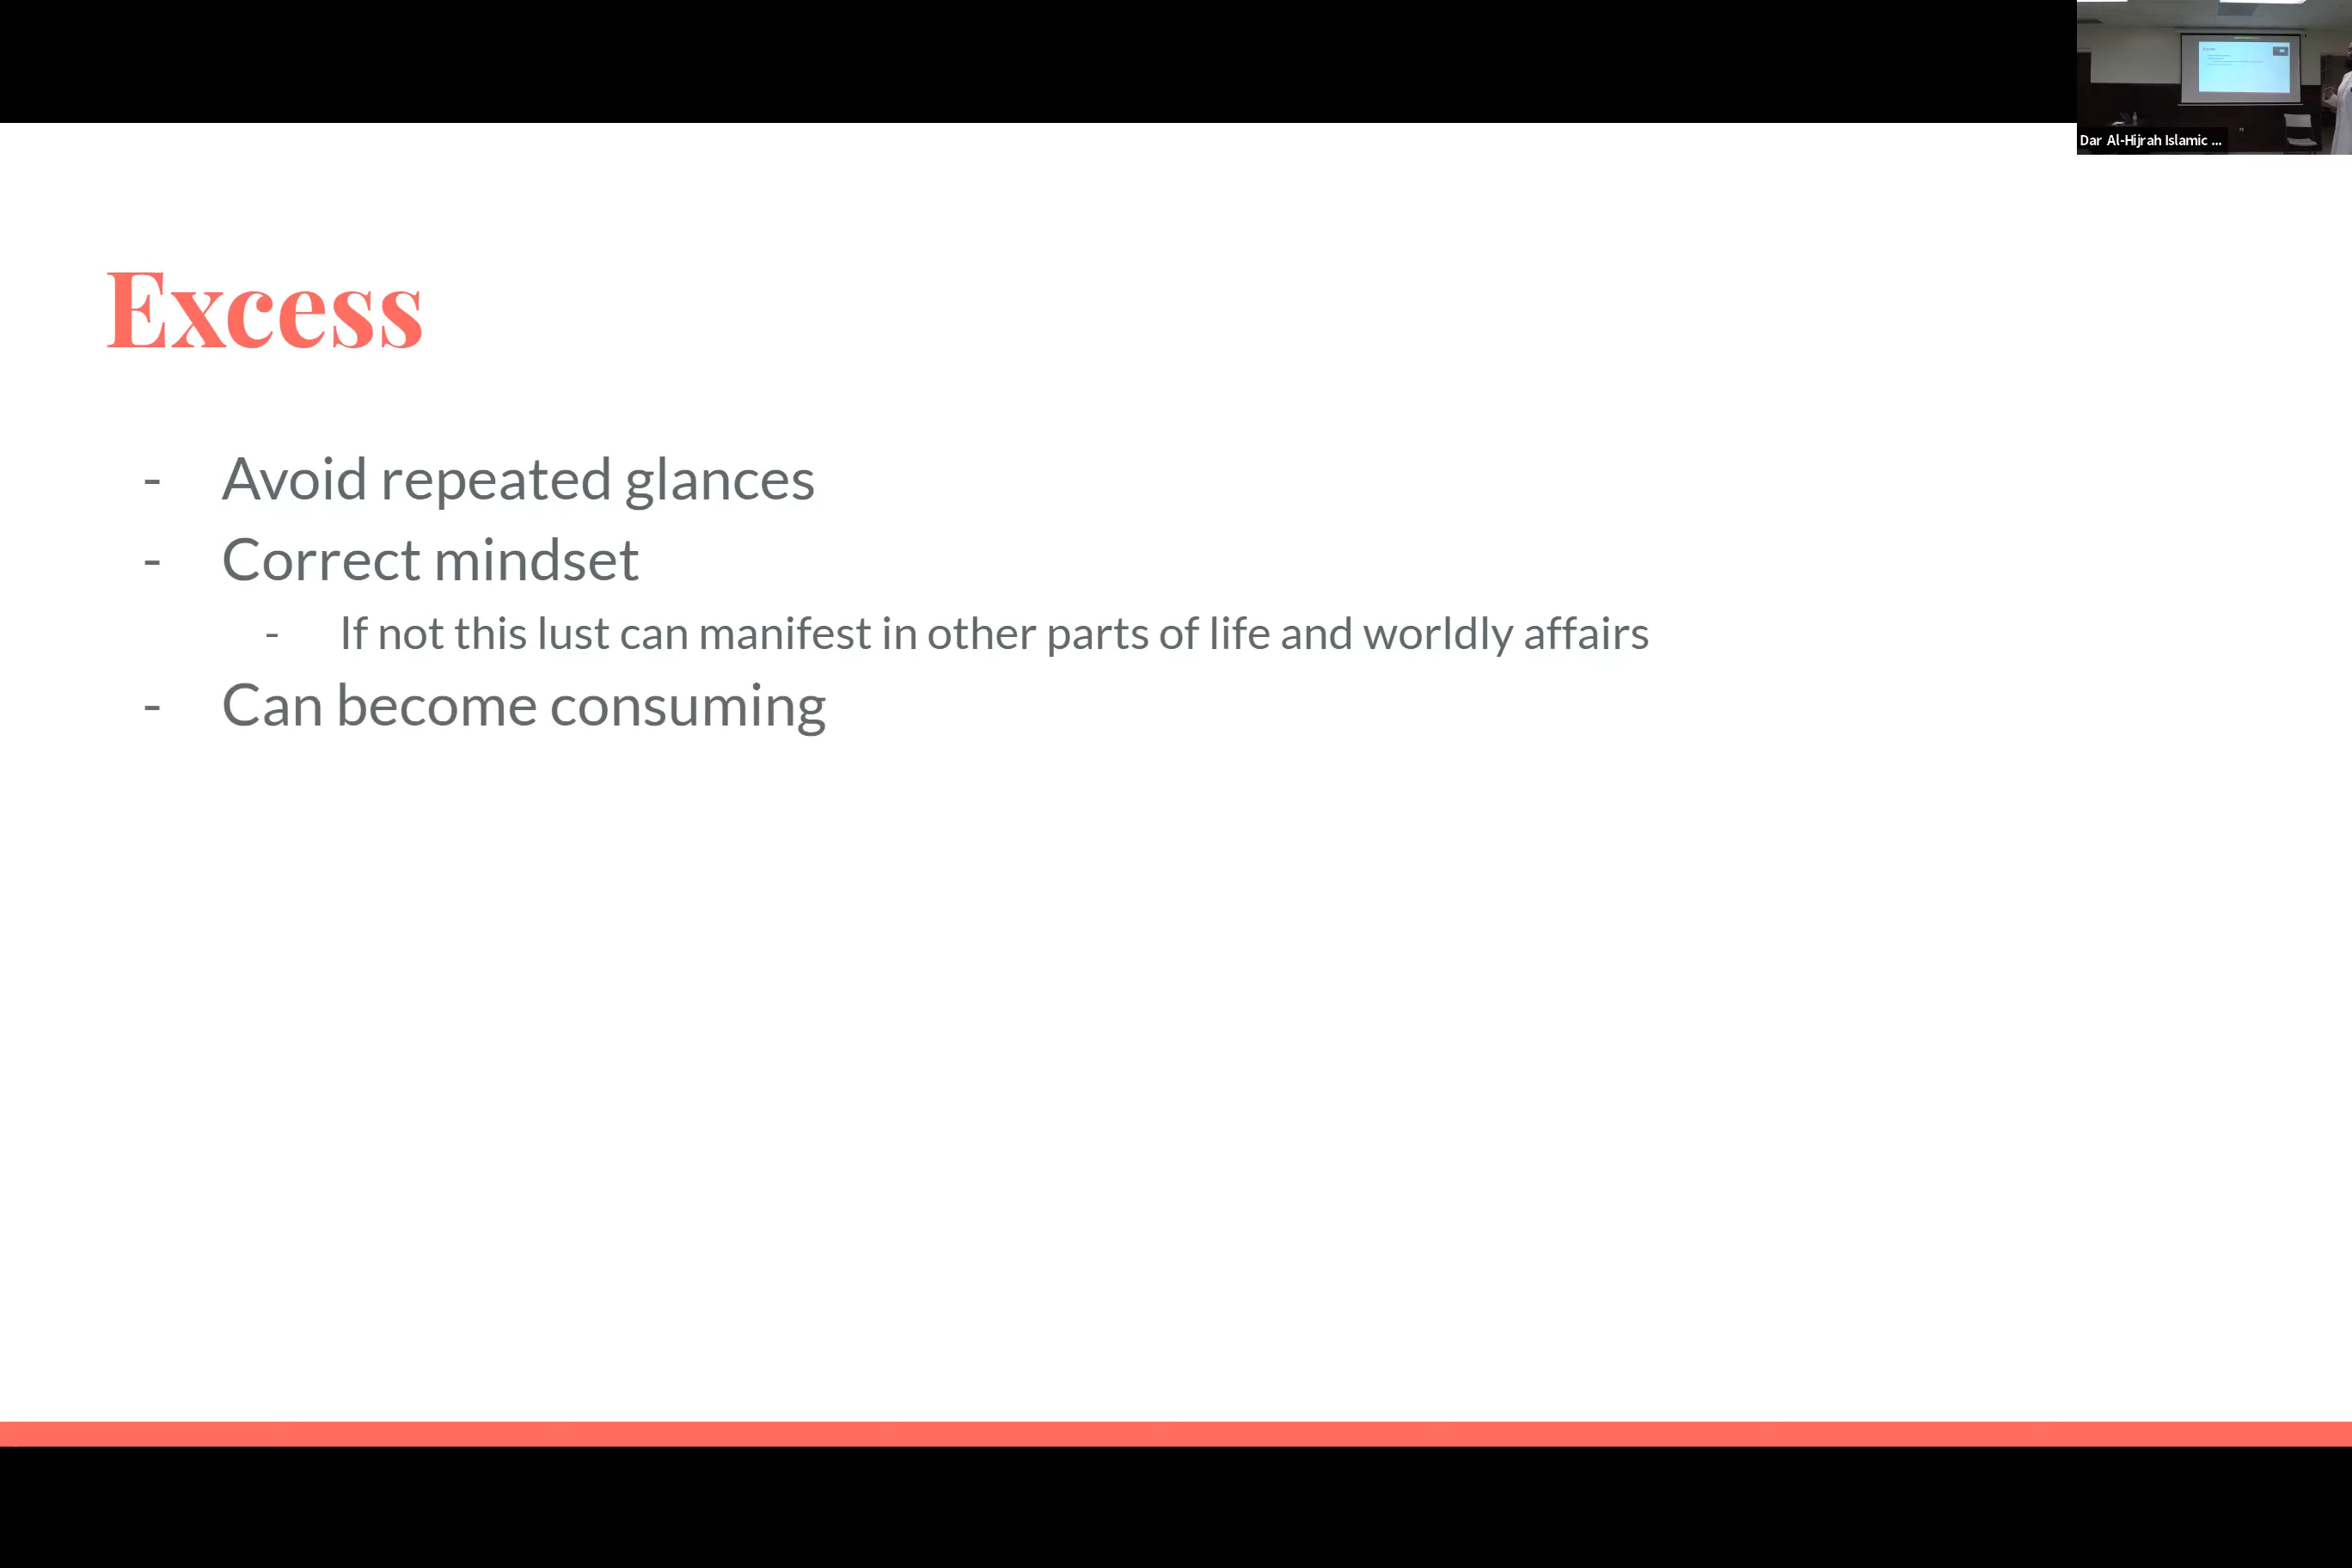 Dar Al-Hijrah Islamic ...
Excess
- Avoid repeated glances
- Correct mindset
- If not this lust can manifest in other parts of life and worldly affairs
- Can become consuming